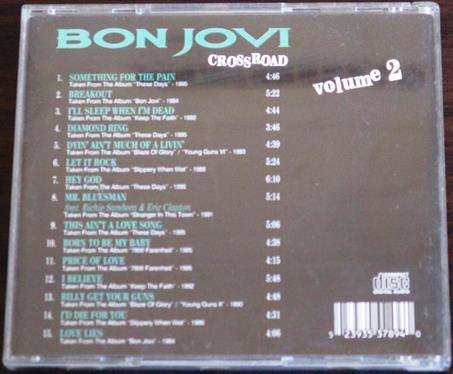 BON JOVI
CROSSROAD
volume 2
1. SOMETHING FOR THE PAIN 4:46
Taken From The Album "These Days" - 1995
2. BREAKOUT 5:22
Taken From The Album "Bon Jovi" - 1984
3. I'LL SLEEP WHEN I'M DEAD 4:44
Taken From The Album "Keep The Faith" - 1992
4. DIAMOND RING 3:46
Taken From The Album "These Days" - 1995
5. DYIN' AIN'T MUCH OF A LIVIN' 4:39
Taken From The Album "Blaze Of Glory" / "Young Guns
6. LET IT ROCK 5:24
Taken From The Album "Slippery When Wet" - 1986
7. HEY GOD 6:10
Taken From The Album "These Days" - 1995
8. MR. BLUESMAN 5:14
feat. Richie Sambora & Eric Clapton
Taken From The Album "Stranger In This Town" - 1991
9. THIS AIN'T A LOVE SONG 5:06
Taken From The Album "These Days" - 1995
10. BORN TO BE MY BABY 4:38
Taken From The Album "7800 Farenheit" - 1985
11. PRICE OF LOVE 4:15
Taken From The Album "7800 Farenheit" - 1985
12. I BELIEVE 5:48
Taken From The Album "Keep The Faith" - 1992
13. BILLY GET YOUR GUNS 4:48
Taken From The Album "Blaze Of Glory" / "Young Guns II" - 1990
14. I'D DIE FOR YOU 4:31
Taken From The Album "Slippery When Wet" - 1986
15. LOVE LIES 4:06
Taken From The Album "Bon Jovi" - 1984
COMPACT
disc
5 23935 37894 0